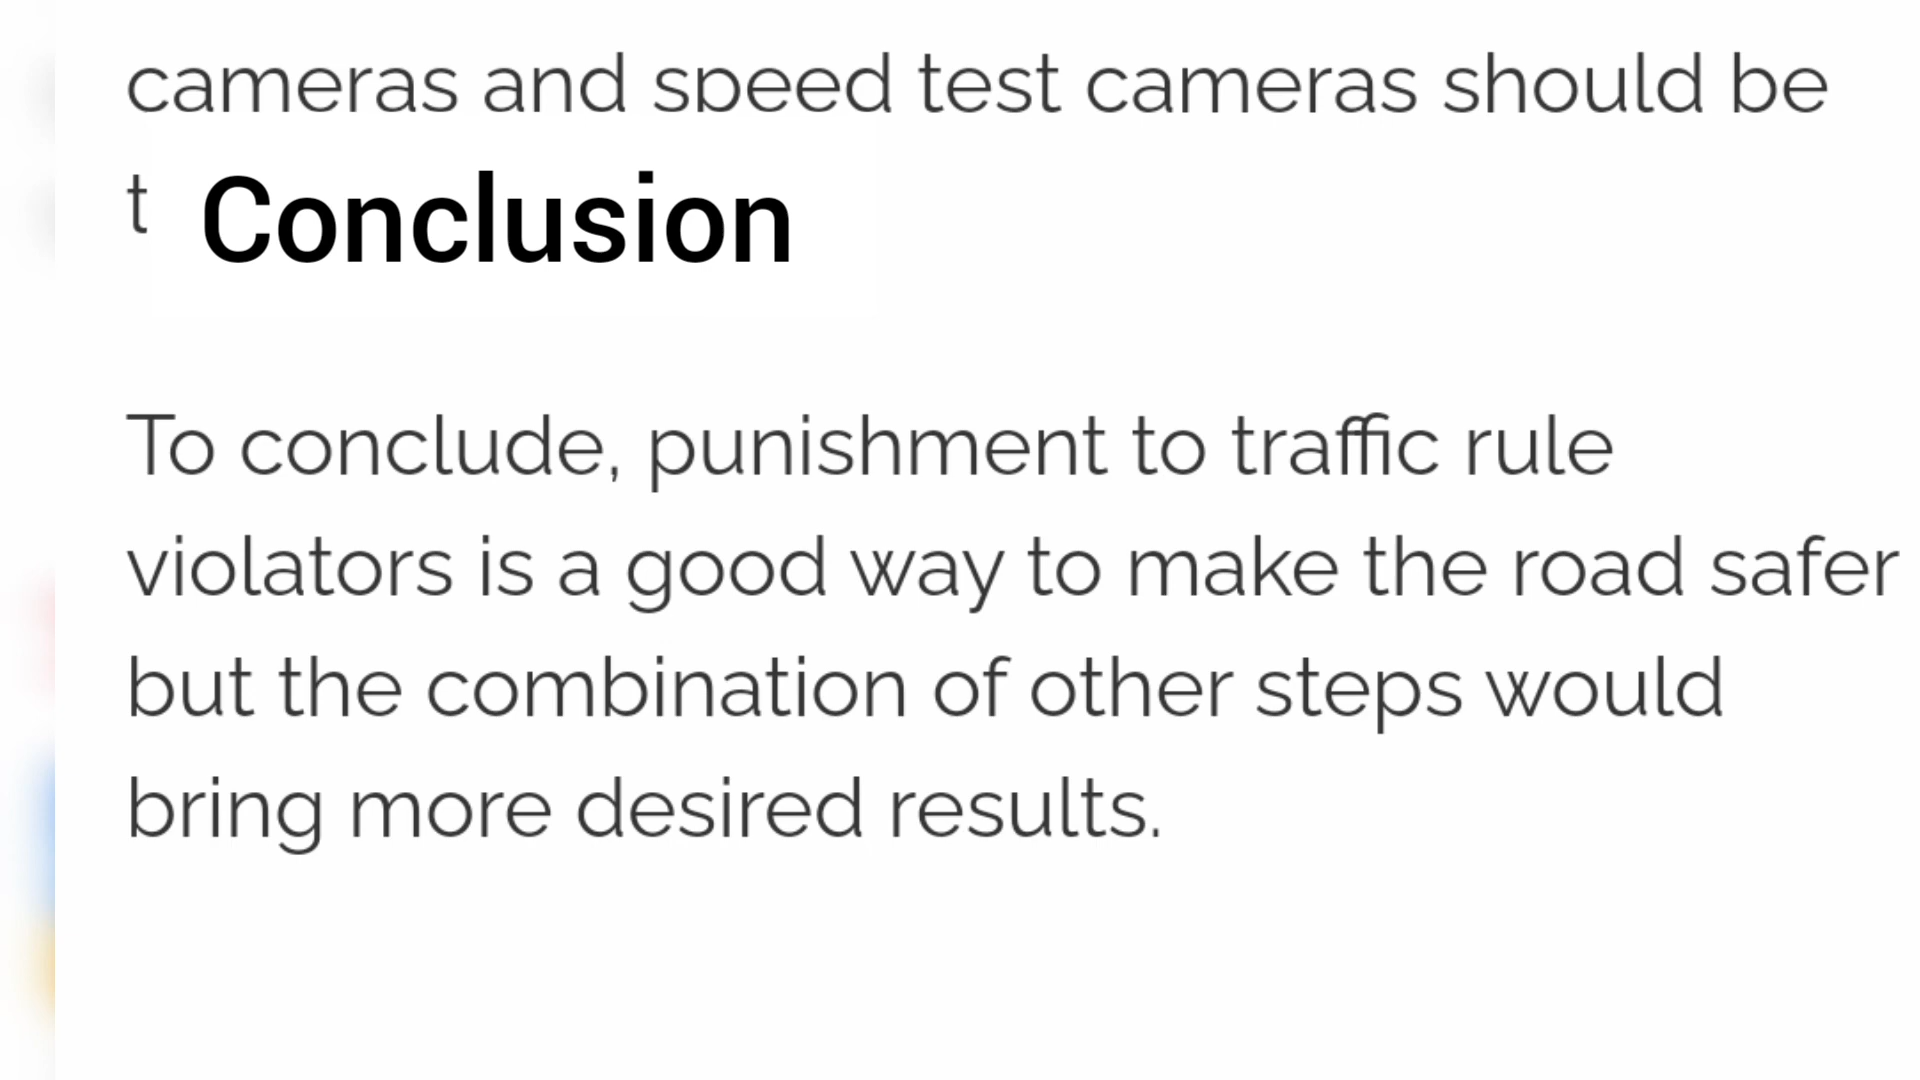 cameras and speed test cameras should be
t
Conclusion
To conclude, punishment to traffic rule
violators is a good way to make the road safer
but the combination of other steps would
bring more desired results.